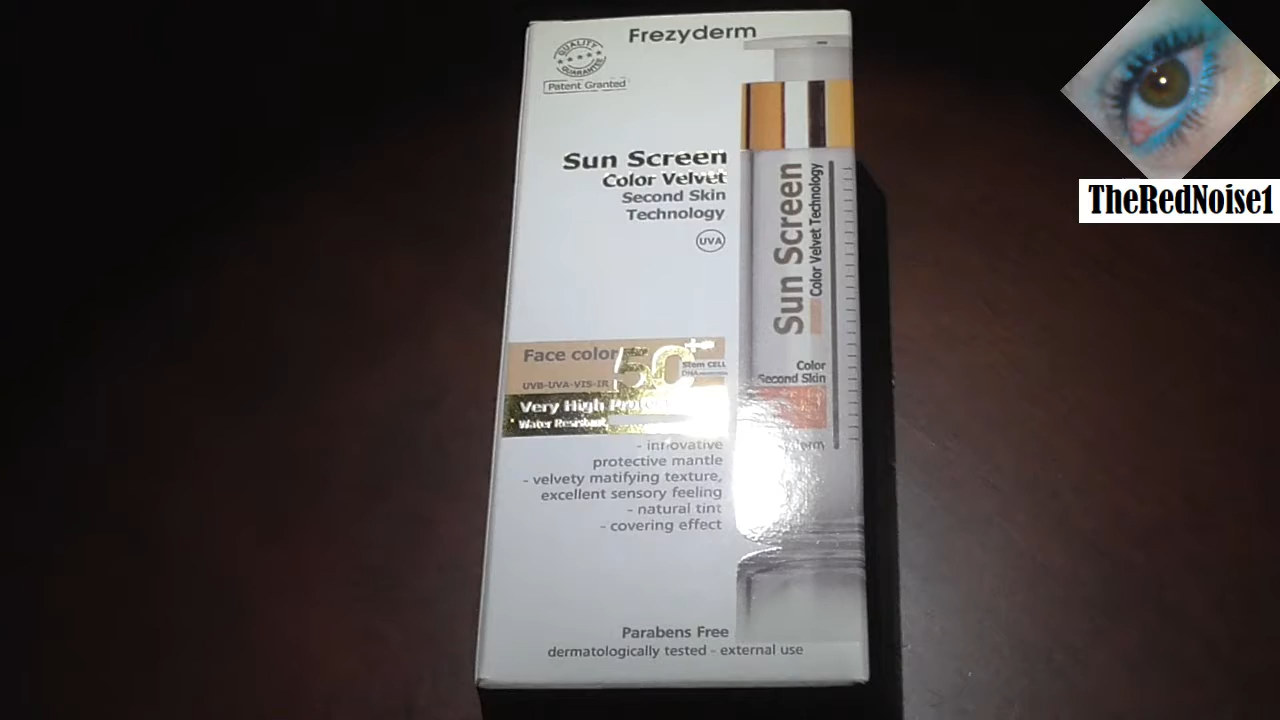 Frezyderm
QUALITY
GUARANTEE
Patent Granted
Sun Screen
Color Velvet
Second Skin
Technology
UVA
Face color 50+
Stem CELL
DNA
UVB-UVA-VIS-IR
Very High
Water Resistant
- innovative
protective mantle
- velvety matifying texture,
excellent sensory feeling
- natural tint
- covering effect
Parabens Free
dermatologically tested - external use
Sun Screen
Color Velvet Technology
Color
Second Skin
TheRedNoise1